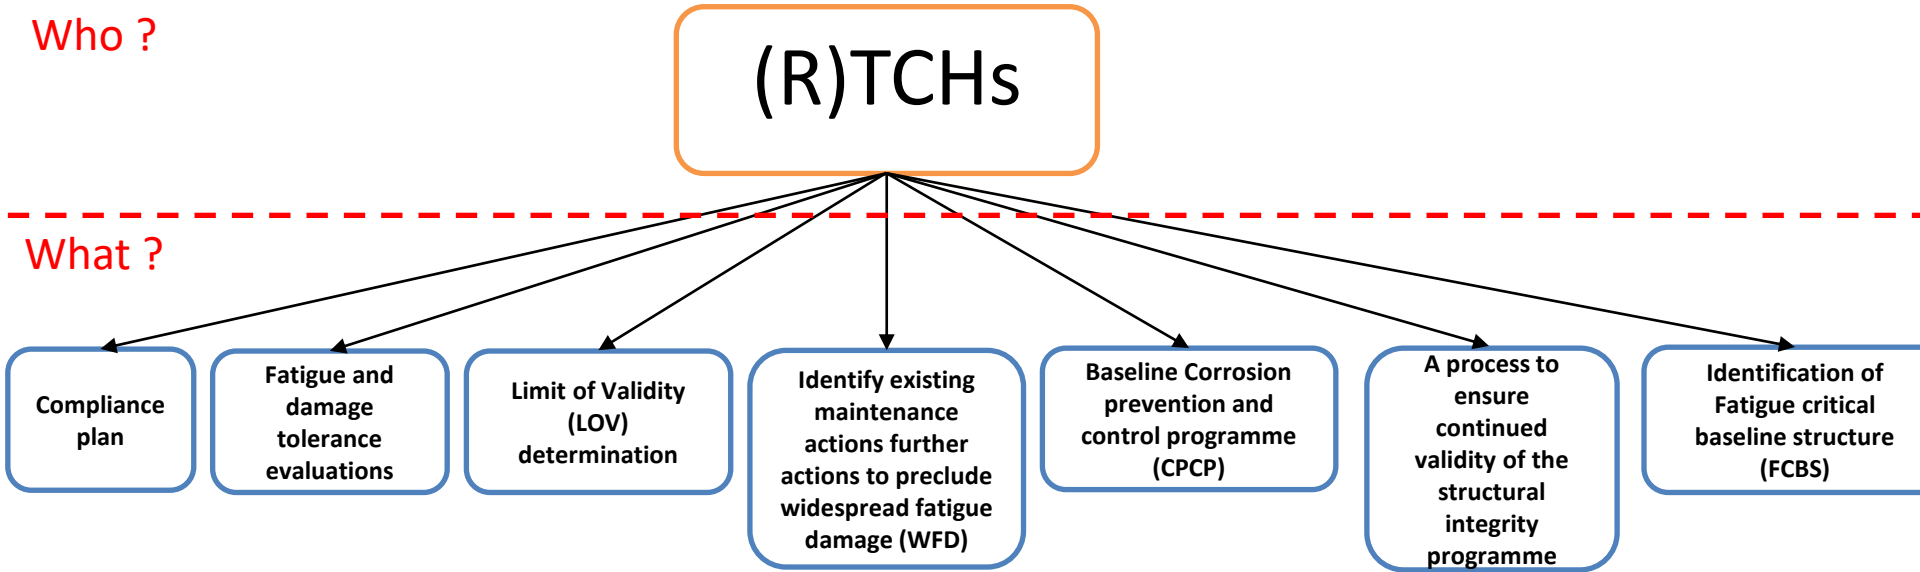 Who ?
(R)TCHs
What ?
Compliance
plan
Fatigue and
damage
tolerance
evaluations
Limit of Validity
(LOV)
determination
Identify existing
maintenance
actions further
actions to preclude
widespread fatigue
damage (WFD)
Baseline Corrosion
prevention and
control programme
(CPCP)
A process to
ensure
continued
validity of the
structural
integrity
programme
Identification of
Fatigue critical
baseline structure
(FCBS)